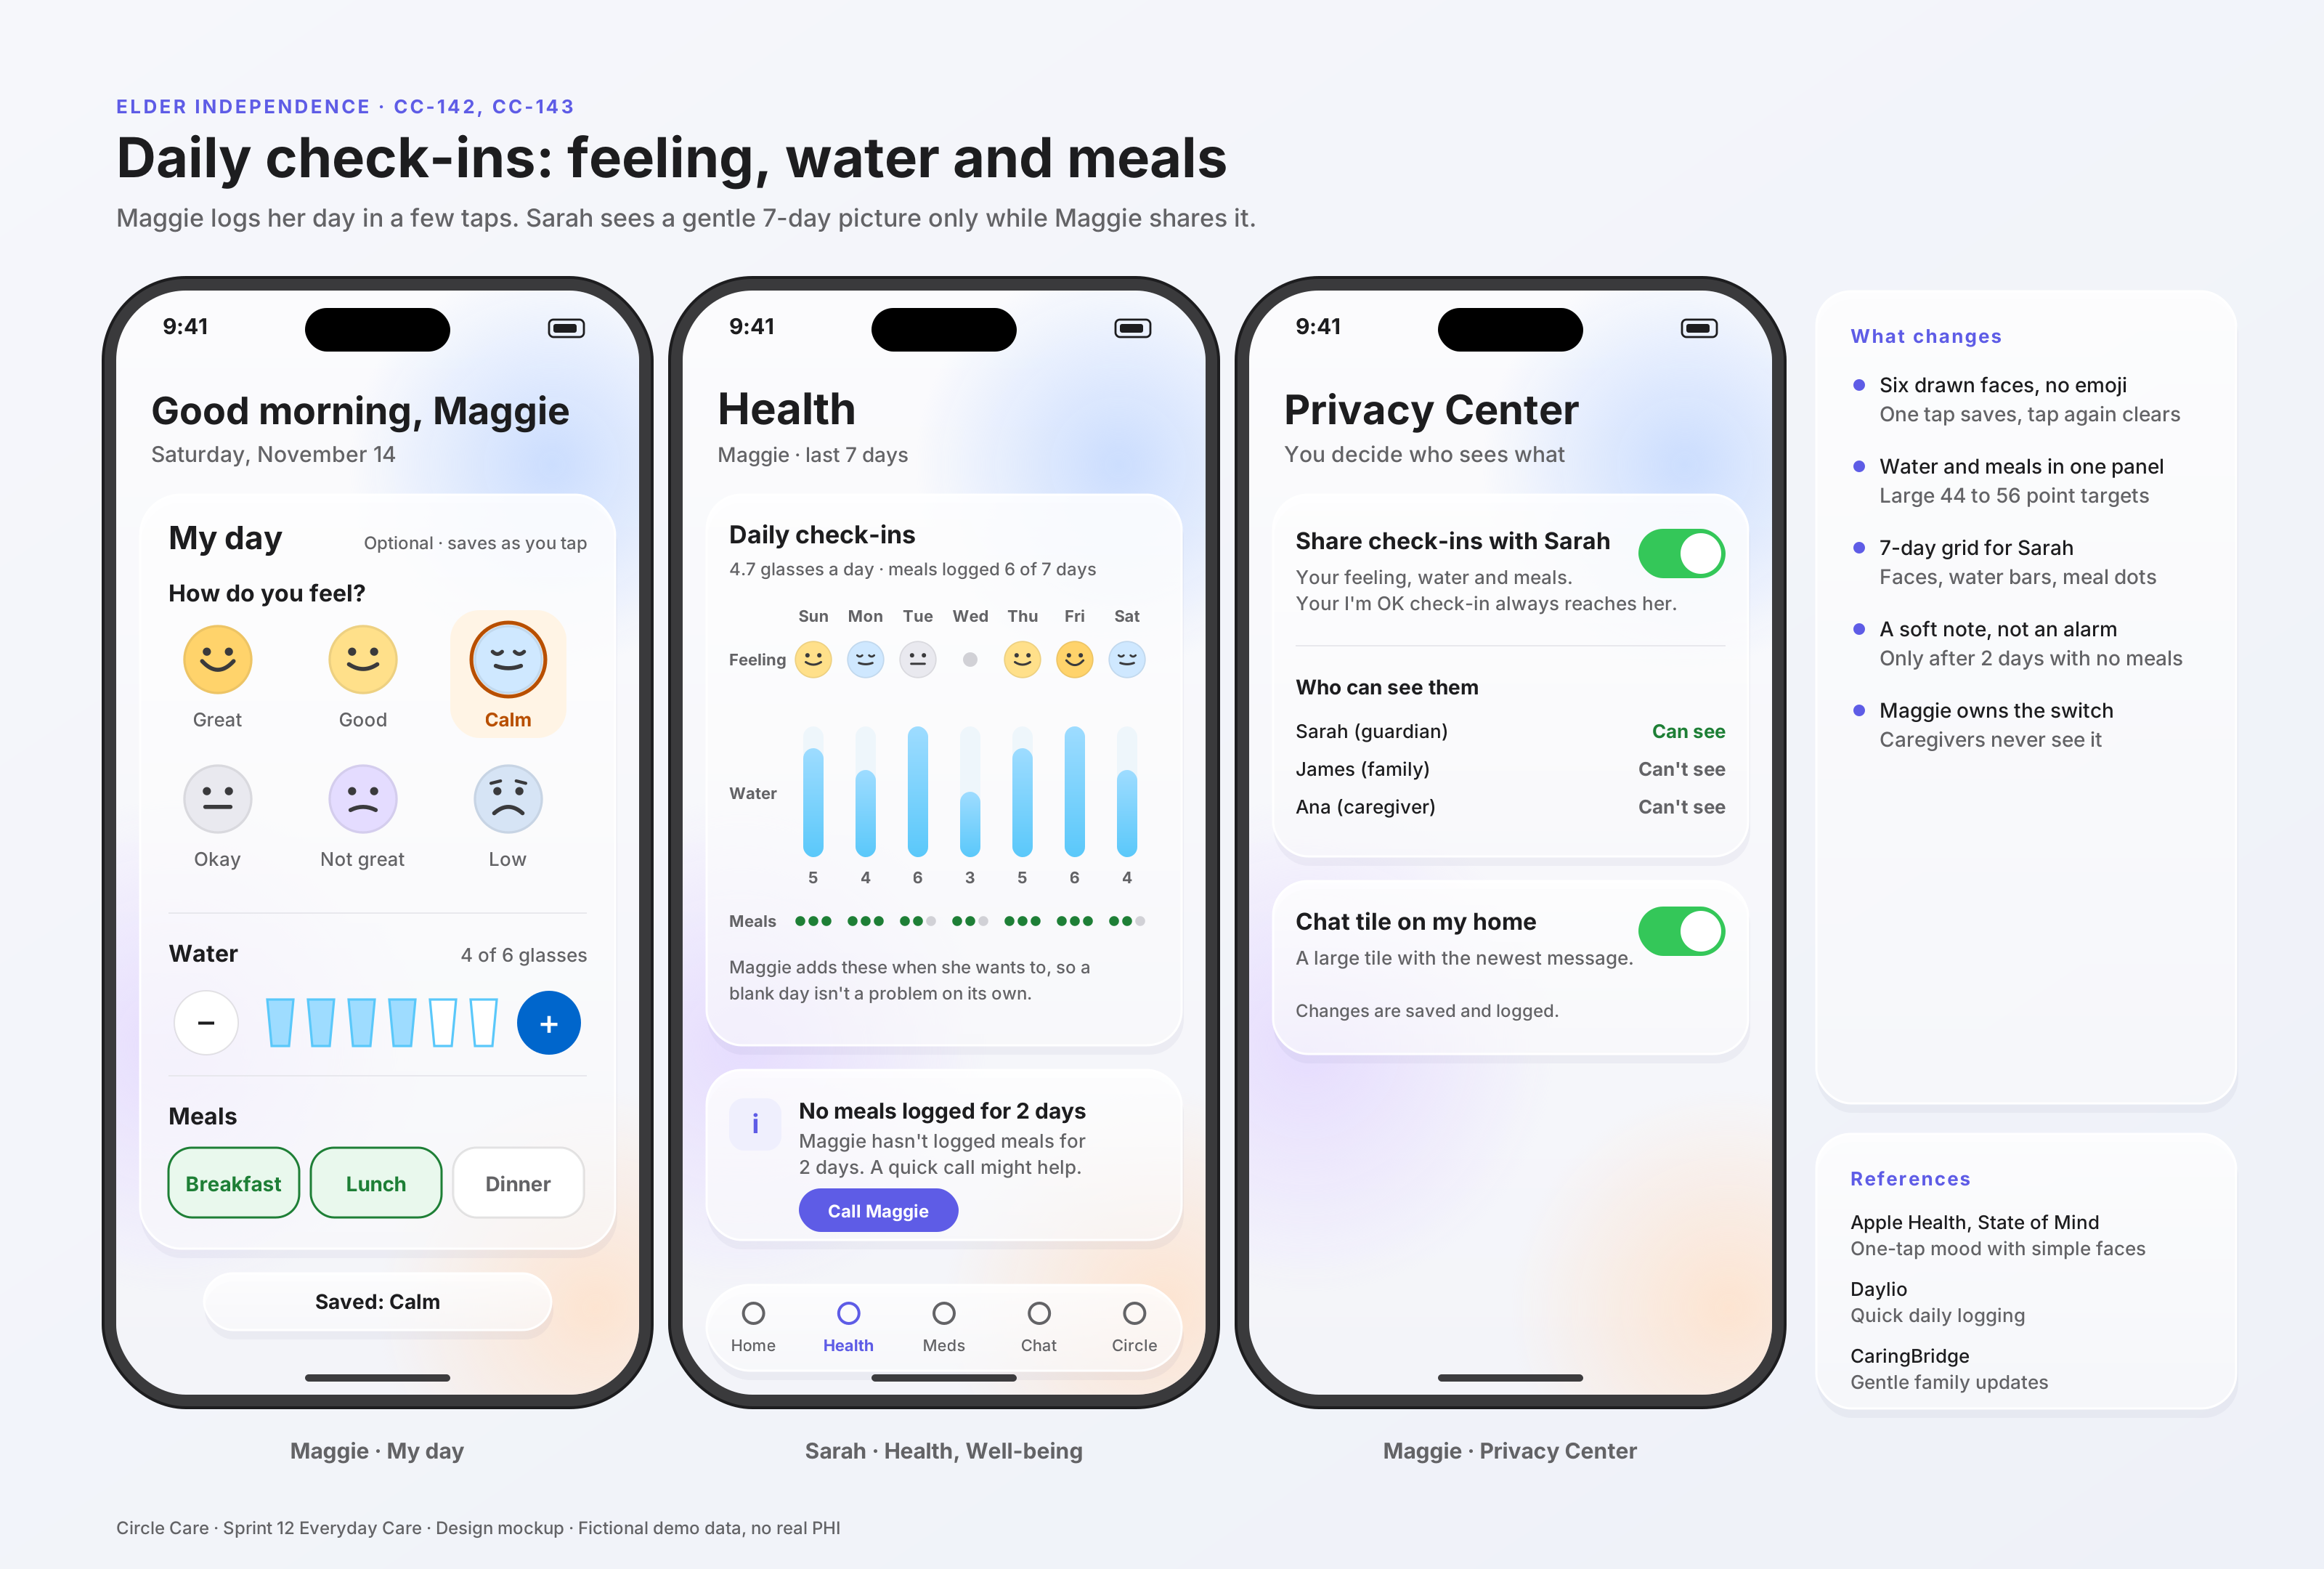 ELDER INDEPENDENCE · CC-142, CC-143
Daily check-ins: feeling, water and meals
Maggie logs her day in a few taps. Sarah sees a gentle 7-day picture only while Maggie shares it.
9:41
Good morning, Maggie
Saturday, November 14
My day
Optional · saves as you tap
How do you feel?
Great Good Calm
Okay Not great Low
Water
4 of 6 glasses
−
+
Meals
Breakfast Lunch Dinner
Saved: Calm
Maggie · My day
9:41
Health
Maggie · last 7 days
Daily check-ins
4.7 glasses a day · meals logged 6 of 7 days
Sun Mon Tue Wed Thu Fri Sat
Feeling
Water
5 4 6 3 5 6 4
Meals
Maggie adds these when she wants to, so a
blank day isn't a problem on its own.
i
No meals logged for 2 days
Maggie hasn't logged meals for
2 days. A quick call might help.
Call Maggie
Home Health Meds Chat Circle
Sarah · Health, Well-being
9:41
Privacy Center
You decide who sees what
Share check-ins with Sarah
Your feeling, water and meals.
Your I'm OK check-in always reaches her.
Who can see them
Sarah (guardian) Can see
James (family) Can't see
Ana (caregiver) Can't see
Chat tile on my home
A large tile with the newest message.
Changes are saved and logged.
Maggie · Privacy Center
What changes
Six drawn faces, no emoji
One tap saves, tap again clears
Water and meals in one panel
Large 44 to 56 point targets
7-day grid for Sarah
Faces, water bars, meal dots
A soft note, not an alarm
Only after 2 days with no meals
Maggie owns the switch
Caregivers never see it
References
Apple Health, State of Mind
One-tap mood with simple faces
Daylio
Quick daily logging
CaringBridge
Gentle family updates
Circle Care · Sprint 12 Everyday Care · Design mockup · Fictional demo data, no real PHI